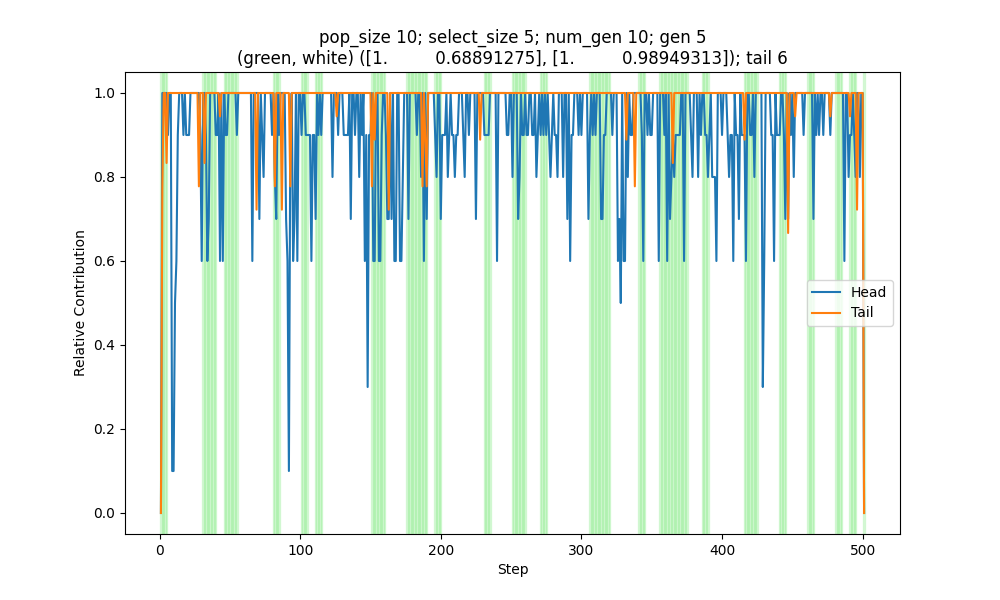 pop_size 10; select_size 5; num_gen 10; gen 5
(green, white) ([1.          0.68891275], [1.          0.98949313]); tail 6
1.0
0.8
0.6
0.4
0.2
0.0
Relative Contribution
Head
Tail
0
100
200
300
400
500
Step